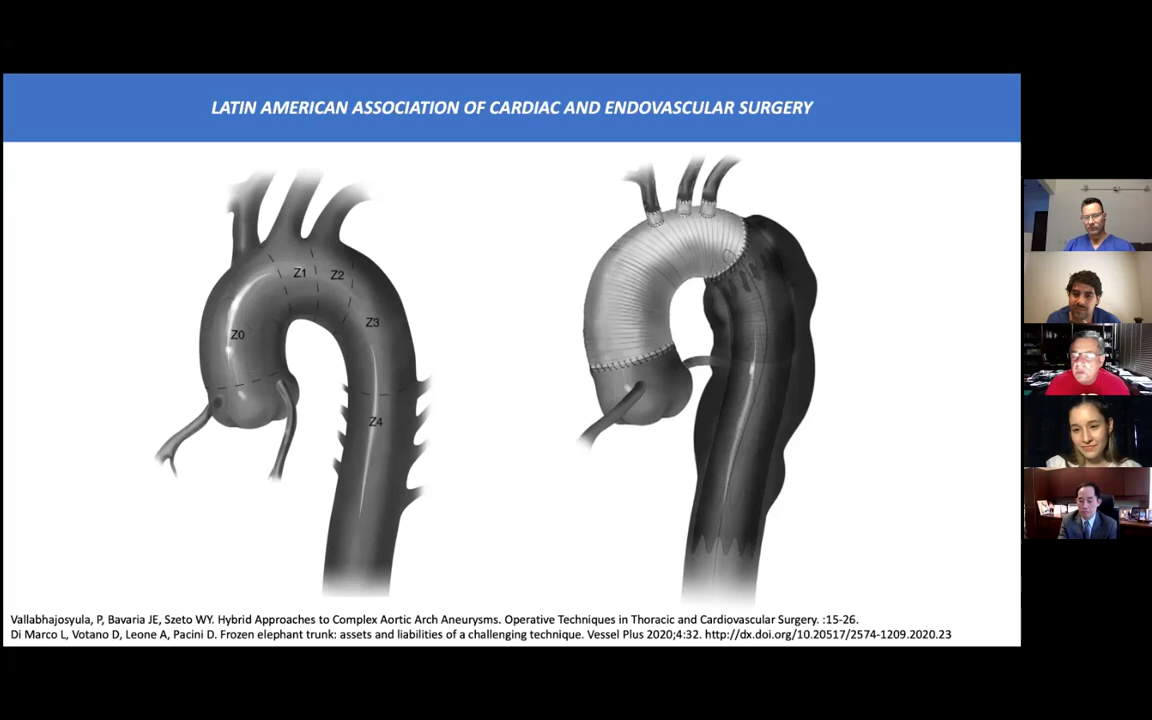 LATIN AMERICAN ASSOCIATION OF CARDIAC AND ENDOVASCULAR SURGERY
Z1
Z2
Z0
Z3
Z4
Vallabhajosyula, P, Bavaria JE, Szeto WY. Hybrid Approaches to Complex Aortic Arch Aneurysms. Operative Techniques in Thoracic and Cardiovascular Surgery. :15-26.
Di Marco L, Votano D, Leone A, Pacini D. Frozen elephant trunk: assets and liabilities of a challenging technique. Vessel Plus 2020;4:32. http://dx.doi.org/10.20517/2574-1209.2020.23